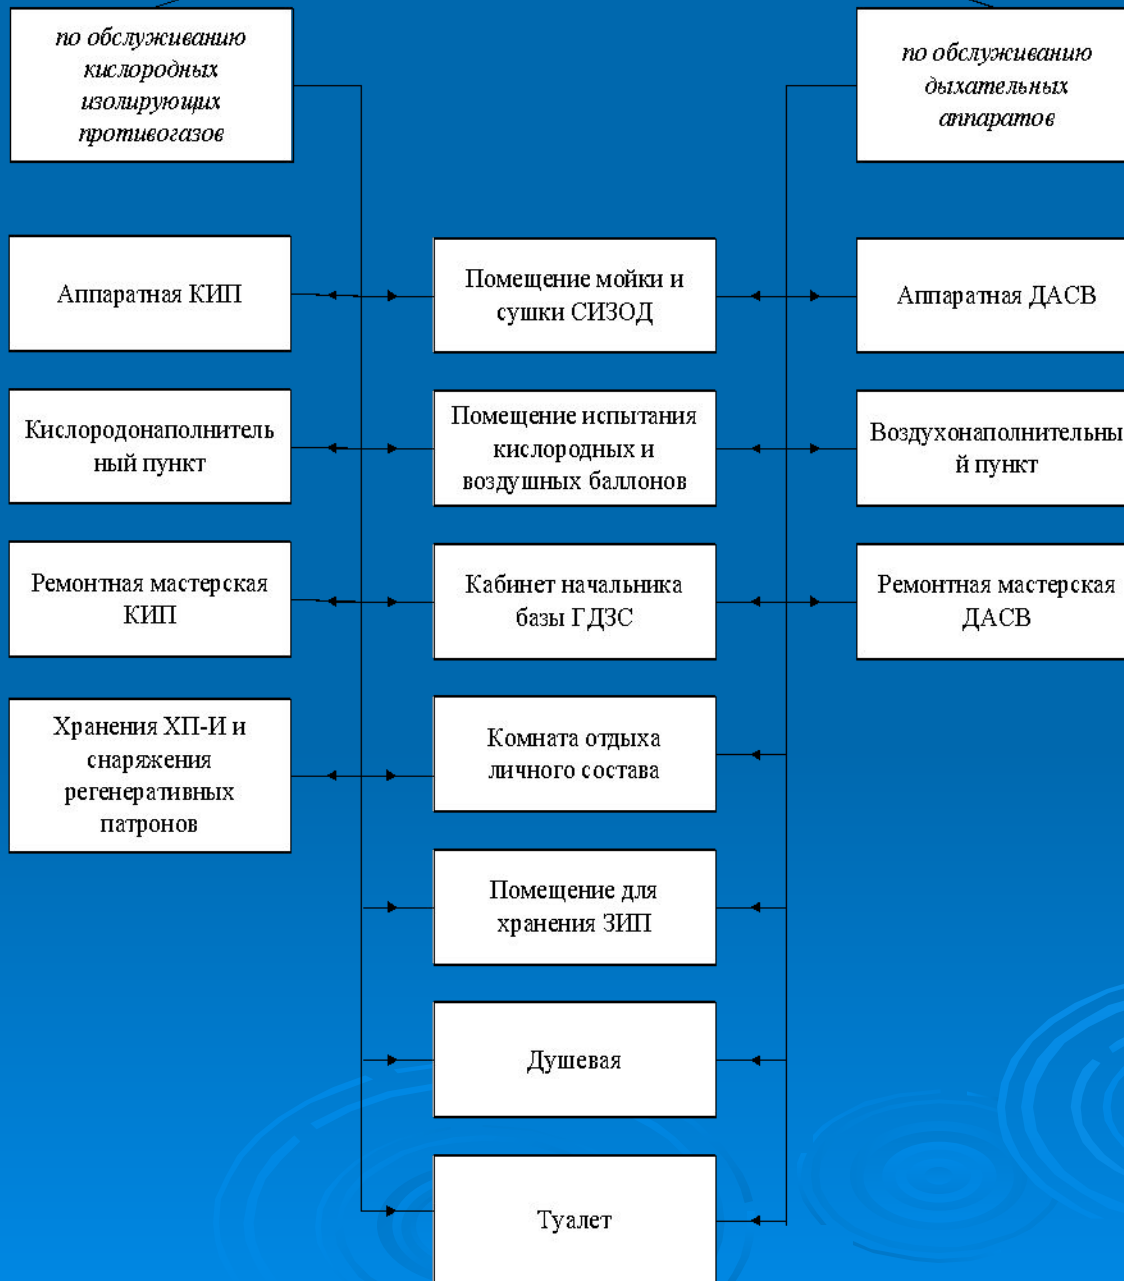 по обслуживанию
кислородных
изолирующих
противогазов
по обслуживанию
дыхательных
аппаратов
Аппаратная КИП
Помещение мойки и
сушки СИЗОД
Аппаратная ДАСВ
Кислородонаполнитель
ный пункт
Помещение испытания
кислородных и
воздушных баллонов
Воздухонаполнительны
й пункт
Ремонтная мастерская
КИП
Кабинет начальника
базы ГДЗС
Ремонтная мастерская
ДАСВ
Хранения ХП-И и
снаряжения
регенеративных
патронов
Комната отдыха
личного состава
Помещение для
хранения ЗИП
Душевая
Туалет